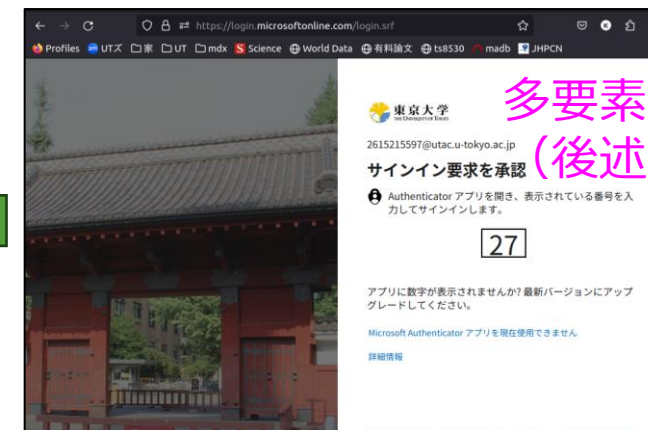 https://login.microsoftonline.com/login.srf
Profiles UTズ 家 UT mdx S Science World Data 有料論文 ts8530 madb JHPCN
多要素
東京大学
THE UNIVERSITY OF TOKYO
2615215597@utac.u-tokyo.ac.jp
サインイン要求を承認
(後述
Authenticator アプリを開き、表示されている番号を入
力してサインインします。
27
アプリに数字が表示されませんか? 最新バージョンにアップ
グレードしてください。
Microsoft Authenticator アプリを現在使用できません
詳細情報